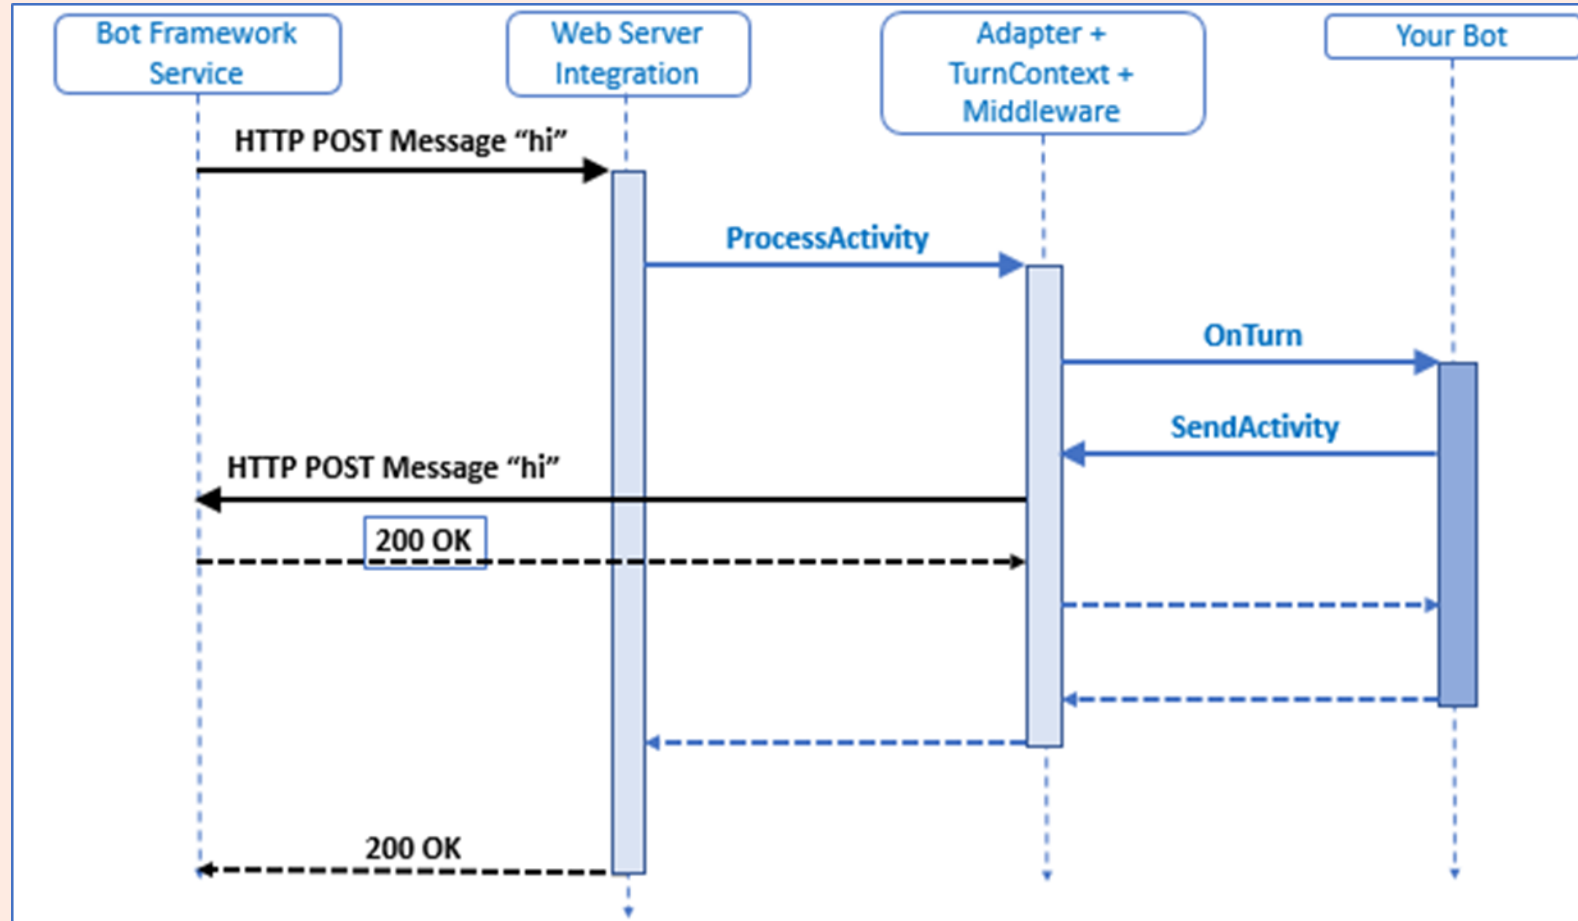 Bot Framework
Service
Web Server
Integration
Adapter +
TurnContext +
Middleware
Your Bot
HTTP POST Message “hi”
ProcessActivity
OnTurn
SendActivity
HTTP POST Message “hi”
200 OK
200 OK